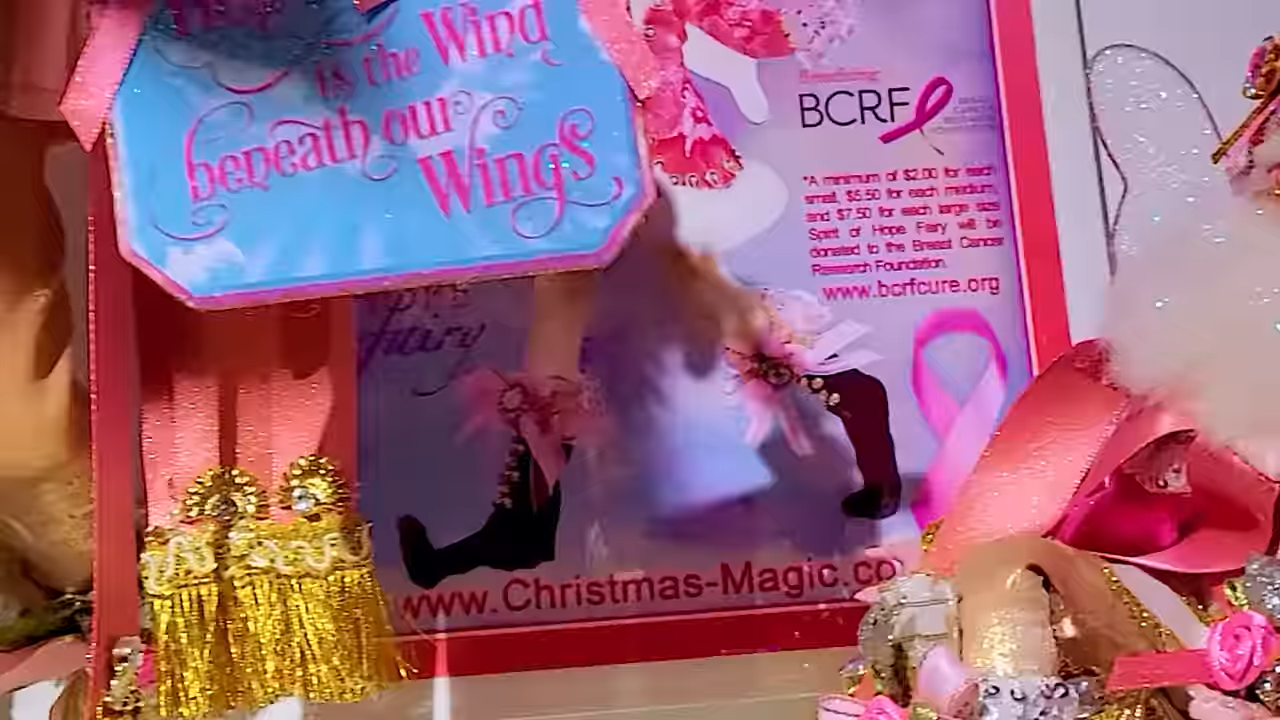 is the Wind
beneath our
Wings
Benefitting
BCRF
*A minimum of $2.00 for each
small, $5.50 for each medium,
and $7.50 for each large size
Spirit of Hope Fairy will be
donated to the Breast Cancer
Research Foundation.
www.bcrfcure.org
fairy
www.Christmas-Magic.co